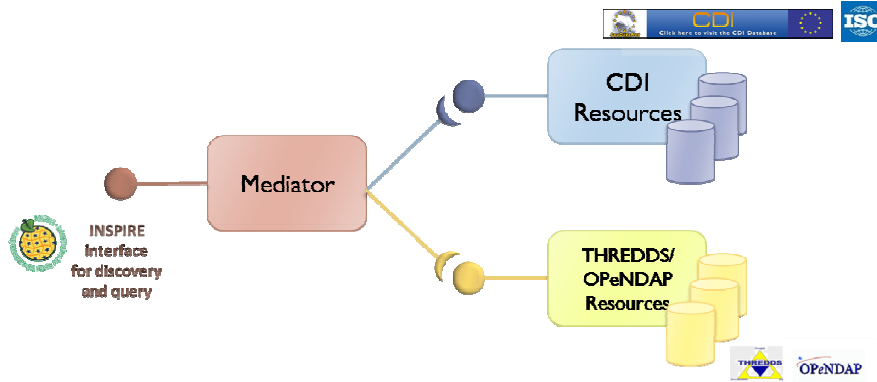 CDI
Click here to visit the CDI Database
ISO
CDI
Resources
Mediator
INSPIRE
interface
for discovery
and query
THREDDS/
OPeNDAP
Resources
THREDDS
OPeNDAP